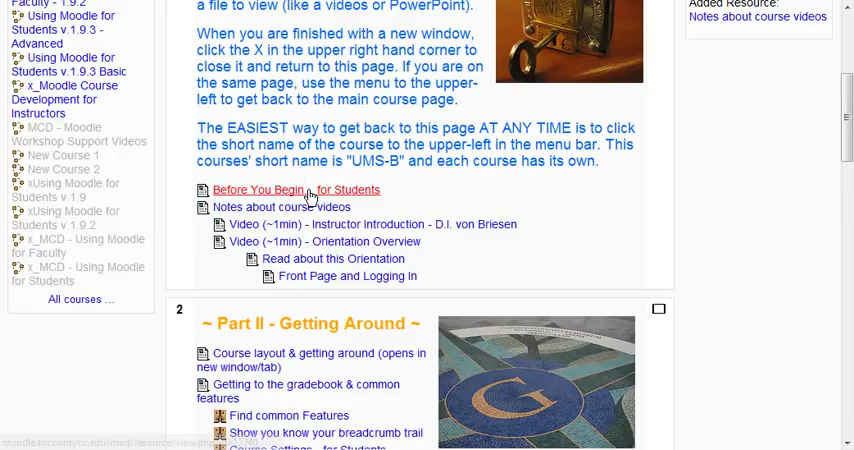 Faculty - 1.9.2
Using Moodle for
Students v.1.9.3 -
Advanced
Using Moodle for
Students v.1.9.3 Basic
x_Moodle Course
Development for
Instructors
MCD - Moodle
Workshop Support Videos
New Course 1
New Course 2
xUsing Moodle for
Students v.1.9
xUsing Moodle for
Students v.1.9.2
x_MCD - Using Moodle
for Faculty
x_MCD - Using Moodle
for Students
All courses ...
a file to view (like a videos or PowerPoint).
When you are finished with a new window,
click the X in the upper right hand corner to
close it and return to this page. If you are
on the same page, use the menu to the upper-
left to get back to the main course page.
The EASIEST way to get back to this page AT ANY TIME is to click
the short name of the course to the upper-left in the menu bar. This
courses' short name is "UMS-B" and each course has its own.
Before You Begin for Students
Notes about course videos
Video (~1min) - Instructor Introduction - D.I. von Briesen
Video (~1min) - Orientation Overview
Read about this Orientation
Front Page and Logging In
2
~ Part II - Getting Around ~
Course layout & getting around (opens in
new window/tab)
Getting to the gradebook & common
features
Find common Features
Show you know your breadcrumb trail
Course Settings - for Students
G
Added Resource:
Notes about course videos